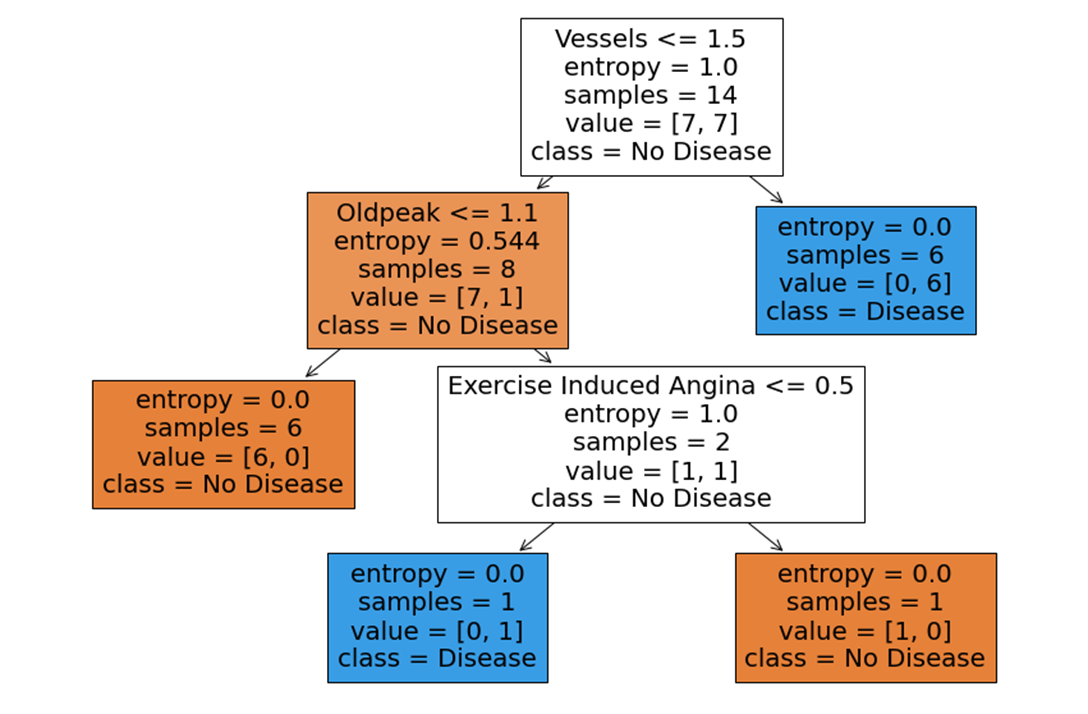 Vessels <= 1.5
entropy = 1.0
samples = 14
value = [7, 7]
class = No Disease
Oldpeak <= 1.1
entropy = 0.544
samples = 8
value = [7, 1]
class = No Disease
entropy = 0.0
samples = 6
value = [0, 6]
class = Disease
entropy = 0.0
samples = 6
value = [6, 0]
class = No Disease
Exercise Induced Angina <= 0.5
entropy = 1.0
samples = 2
value = [1, 1]
class = No Disease
entropy = 0.0
samples = 1
value = [0, 1]
class = Disease
entropy = 0.0
samples = 1
value = [1, 0]
class = No Disease